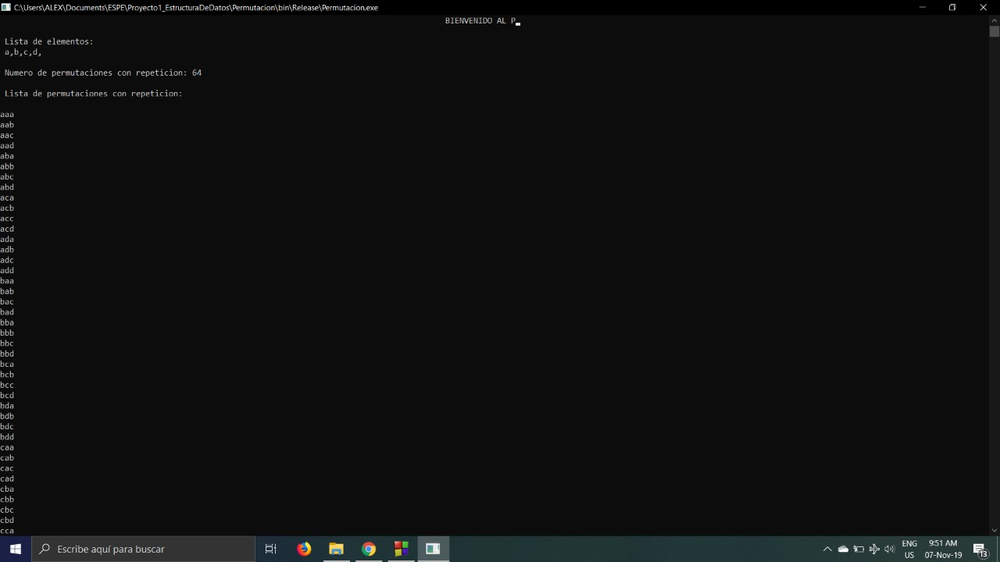 C:\Users\ALEX\Documents\ESPE\Proyecto1_EstructuraDeDatos\Permutacion\bin\Release\Permutacion.exe
BIENVENIDO AL P
Lista de elementos:
a,b,c,d,
Numero de permutaciones con repeticion: 64
Lista de permutaciones con repeticion:
aaa
aab
aac
aad
aba
abb
abc
abd
aca
acb
acc
acd
ada
adb
adc
add
baa
bab
bac
bad
bba
bbb
bbc
bbd
bca
bcb
bcc
bcd
bda
bdb
bdc
bdd
caa
cab
cac
cad
cba
cbb
cbc
cbd
cca
Escribe aquí para buscar
ENG
US
9:51 AM
07-Nov-19
13